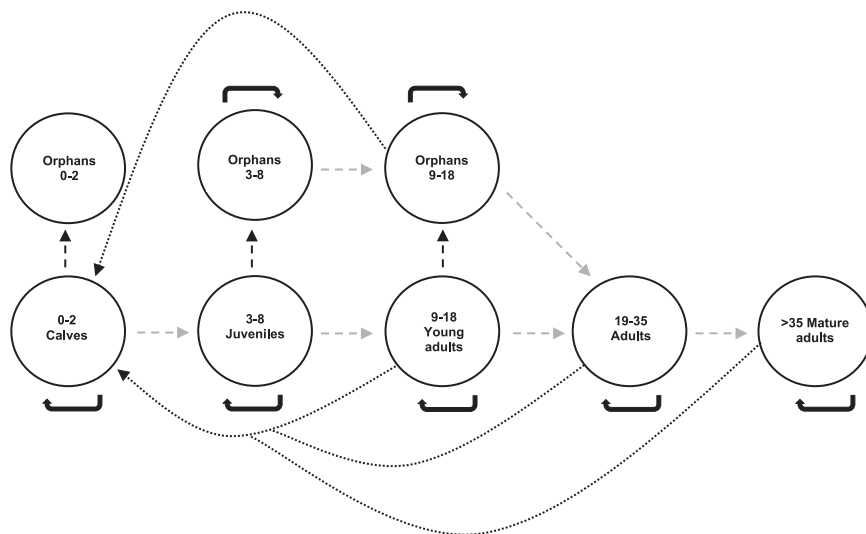 Orphans
0-2
Orphans
3-8
Orphans
9-18
0-2
Calves
3-8
Juveniles
9-18
Young
adults
19-35
Adults
>35 Mature
adults